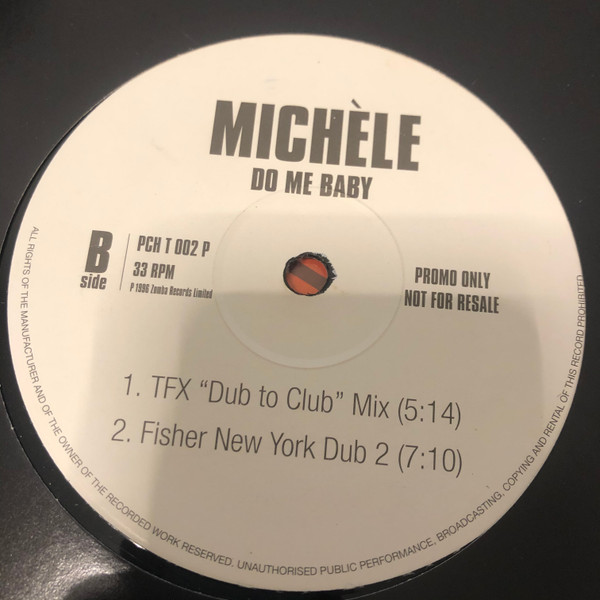 MICHÈLE
DO ME BABY
B
side
PCH T 002 P
33 RPM
P 1996 Zomba Records Limited
PROMO ONLY
NOT FOR RESALE
1. TFX “Dub to Club” Mix (5:14)
2. Fisher New York Dub 2 (7:10)
ALL RIGHTS OF THE MANUFACTURER AND OF THE OWNER OF THE RECORDED WORK RESERVED. UNAUTHORISED PUBLIC PERFORMANCE, BROADCASTING, COPYING AND RENTAL OF THIS RECORD PROHIBITED